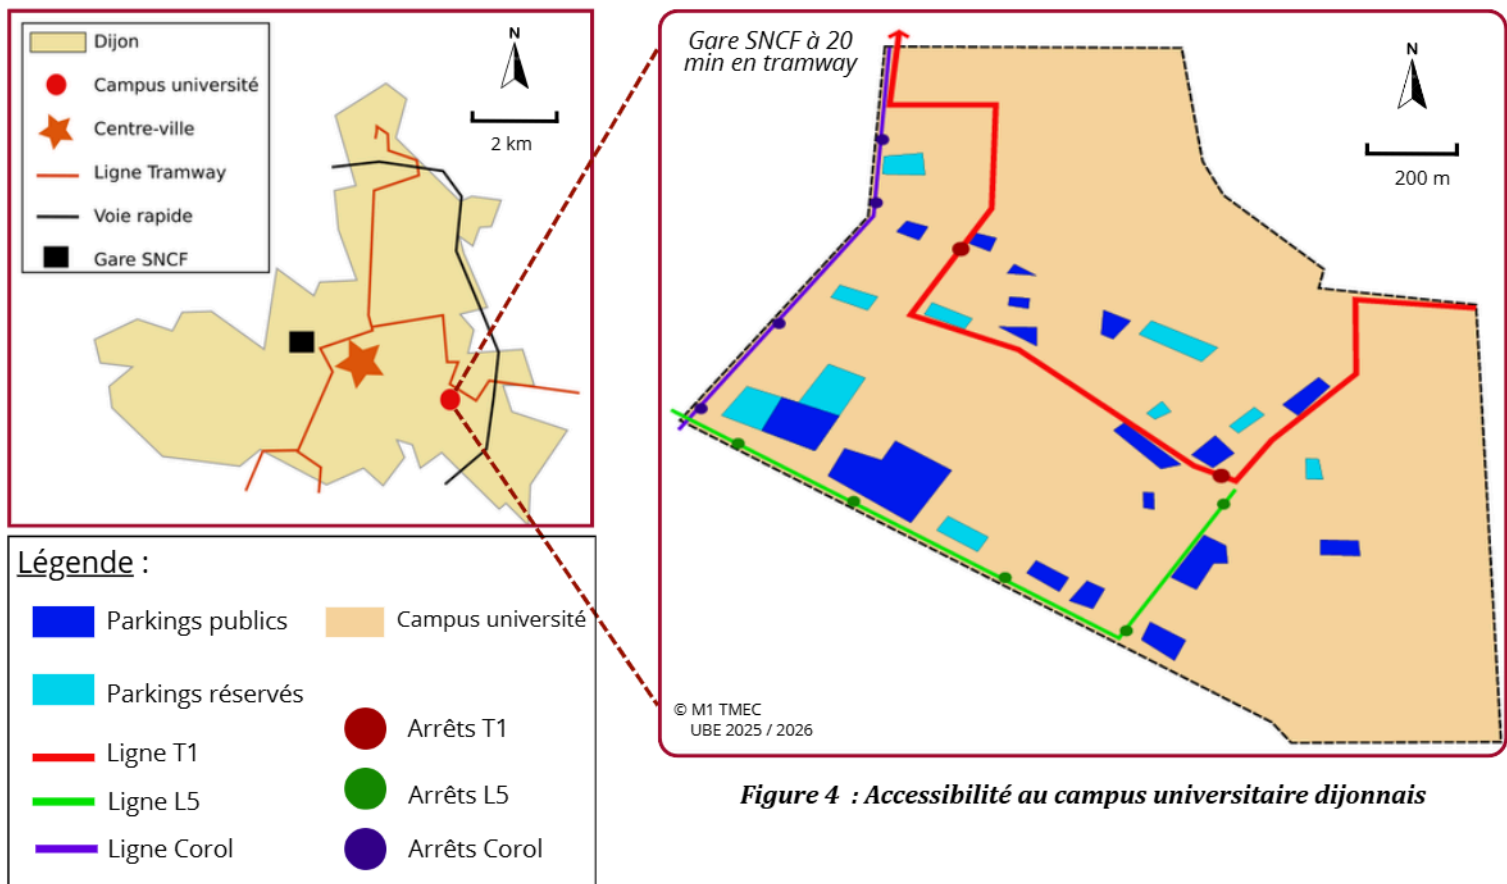 Dijon
Campus université
Centre-ville
Ligne Tramway
Voie rapide
Gare SNCF
N
2 km
Légende :
Parkings publics
Campus université
Parkings réservés
Arrêts T1
Ligne T1
Arrêts L5
Ligne L5
Ligne Corol
Arrêts Corol
Gare SNCF à 20
min en tramway
N
200 m
© M1 TMEC
UBE 2025 / 2026
Figure 4 : Accessibilité au campus universitaire dijonnais